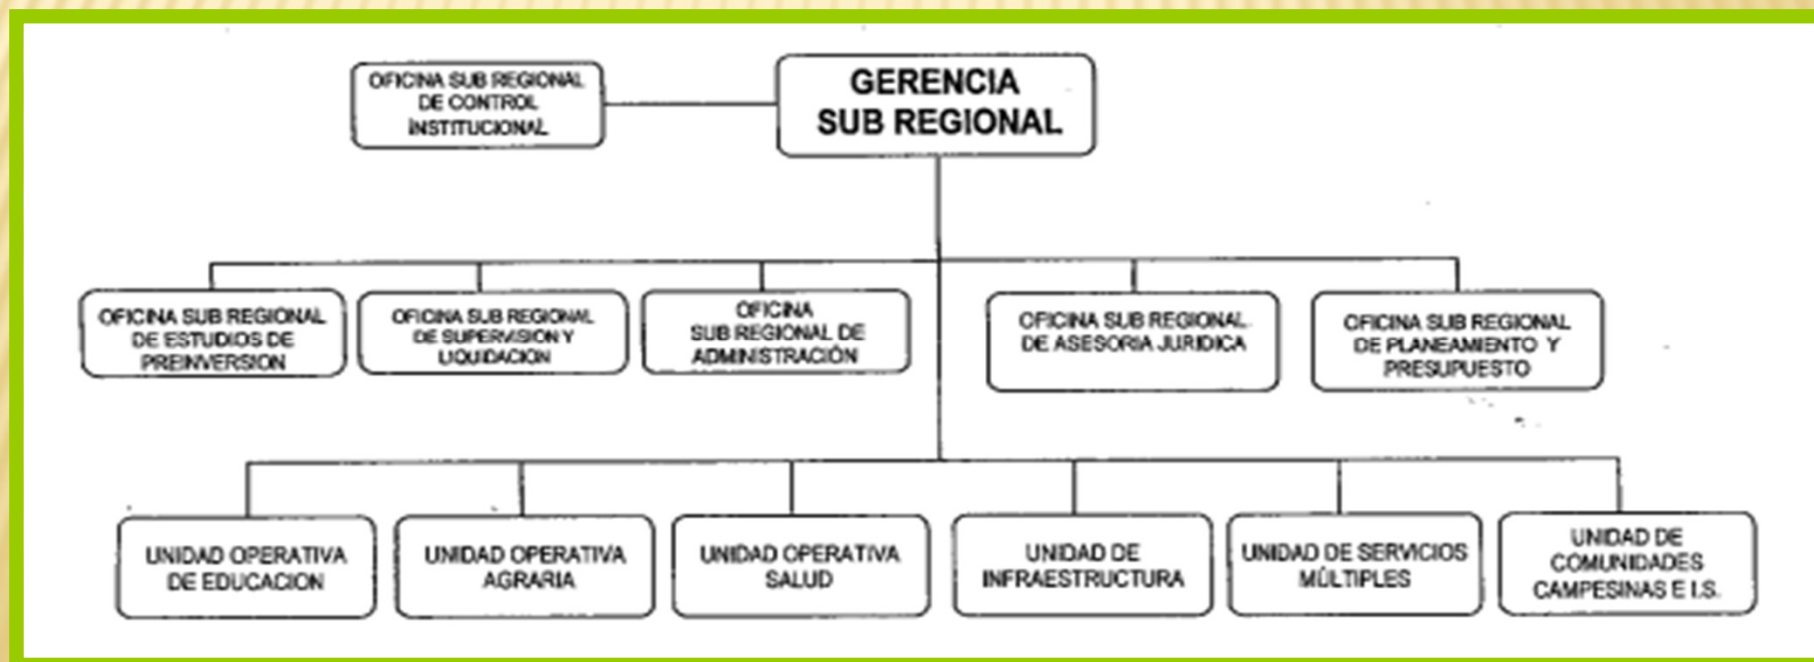 OFICINA SUB REGIONAL
DE CONTROL
INSTITUCIONAL
GERENCIA
SUB REGIONAL
OFICINA SUB REGIONAL
DE ESTUDIOS DE
PREINVERSION
OFICINA SUB REGIONAL
DE SUPERVISION Y
LIQUIDACION
OFICINA
SUB REGIONAL DE
ADMINISTRACIÓN
OFICINA SUB REGIONAL
DE ASESORIA JURIDICA
OFICINA SUB REGIONAL
DE PLANEAMIENTO Y
PRESUPUESTO
UNIDAD OPERATIVA
DE EDUCACION
UNIDAD OPERATIVA
AGRARIA
UNIDAD OPERATIVA
SALUD
UNIDAD DE
INFRAESTRUCTURA
UNIDAD DE SERVICIOS
MÚLTIPLES
UNIDAD DE
COMUNIDADES
CAMPESINAS E I.S.